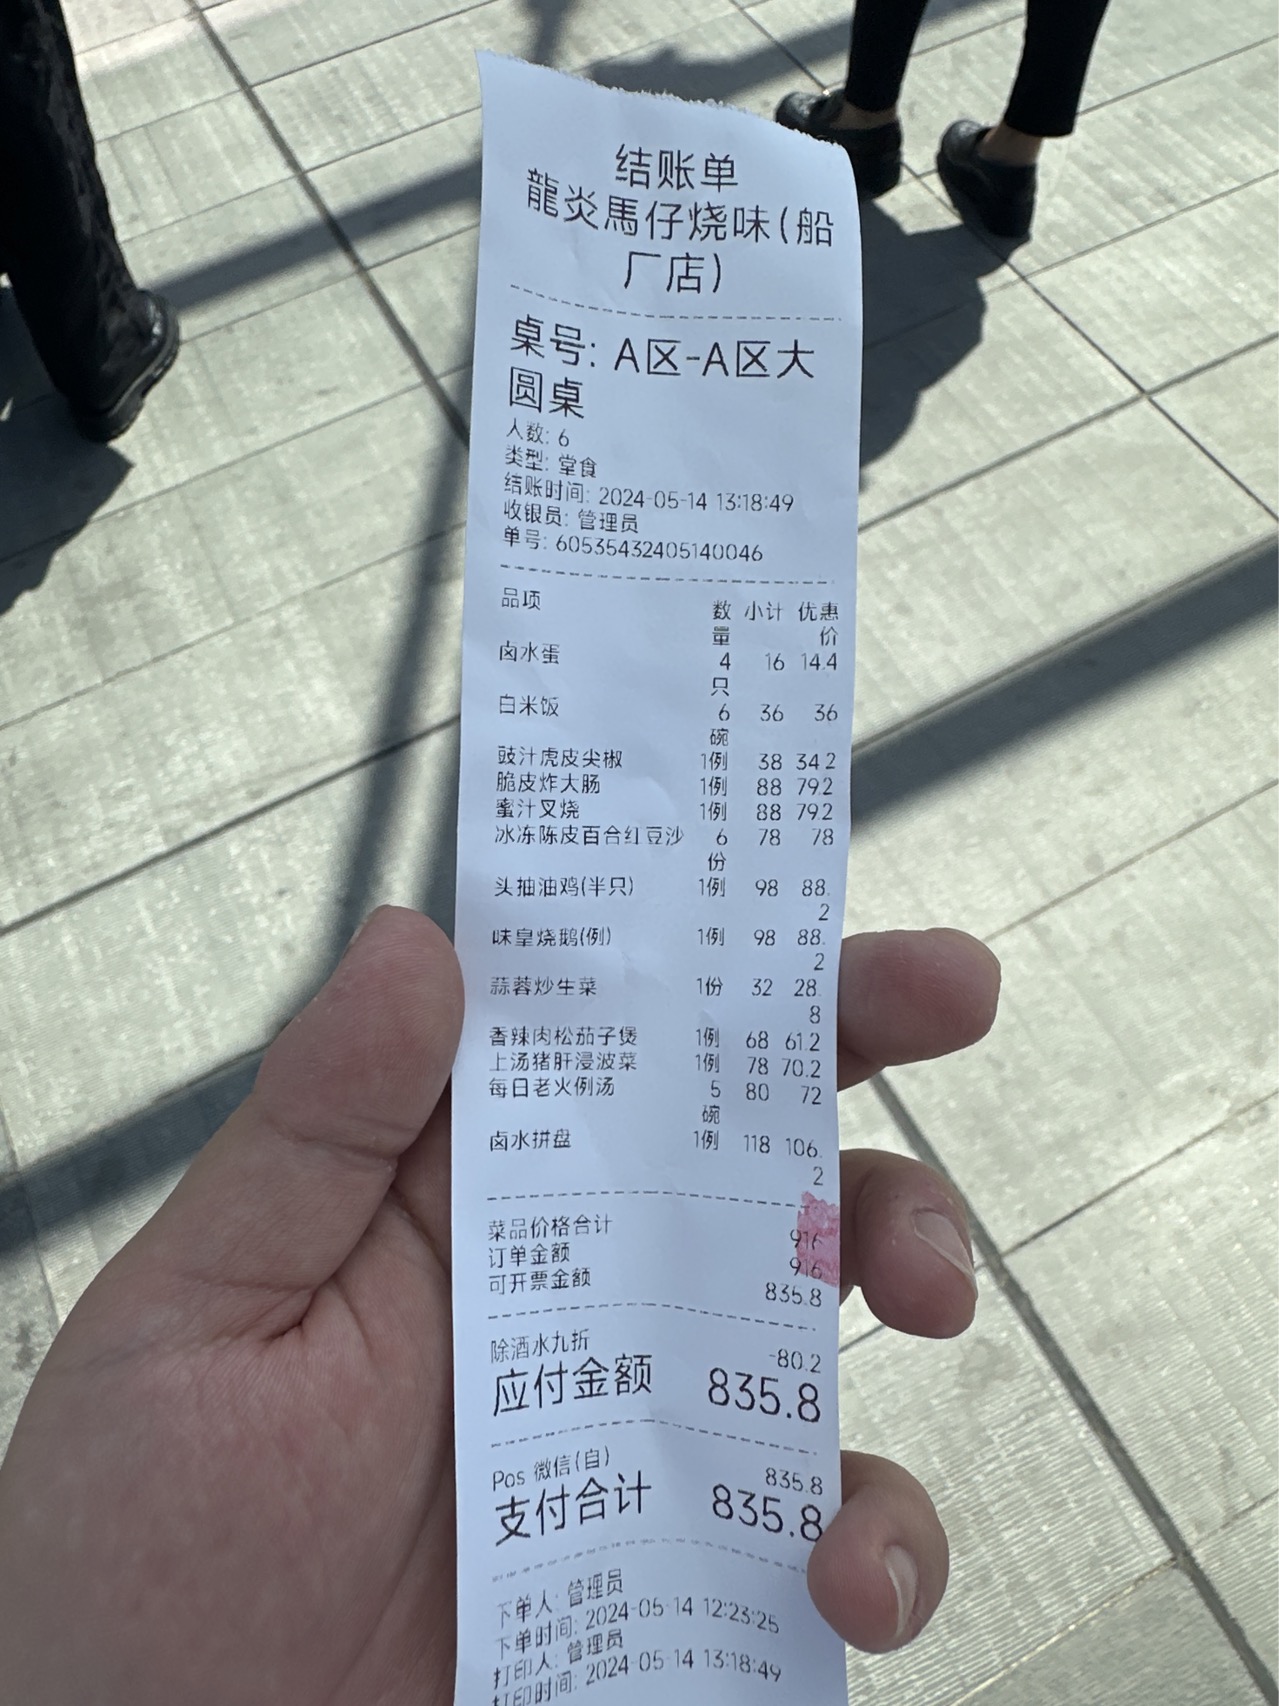 结账单
龍炎馬仔烧味(船
厂店)
桌号: A区-A区大
圆桌
人数: 6
类型: 堂食
结账时间: 2024-05-14 13:18:49
收银员: 管理员
单号: 60535432405140046
品项 数 小计 优惠
量 价
卤水蛋 4 16 14.4
只
白米饭 6 36 36
碗
豉汁虎皮尖椒 1例 38 34.2
脆皮炸大肠 1例 88 79.2
蜜汁叉烧 1例 88 79.2
冰冻陈皮百合红豆沙 6 78 78
份
头抽油鸡(半只) 1例 98 88.
2
味皇烧鹅(例) 1例 98 88.
2
蒜蓉炒生菜 1份 32 28.
8
香辣肉松茄子煲 1例 68 61.2
上汤猪肝浸波菜 1例 78 70.2
每日老火例汤 5 80 72
碗
卤水拼盘 1例 118 106.
2
菜品价格合计 916
订单金额 916
可开票金额 835.8
除酒水九折 -80.2
应付金额 835.8
Pos 微信(自) 835.8
支付合计 835.8
下单人: 管理员
下单时间: 2024-05-14 12:23:25
打印人: 管理员
打印时间: 2024-05-14 13:18:49